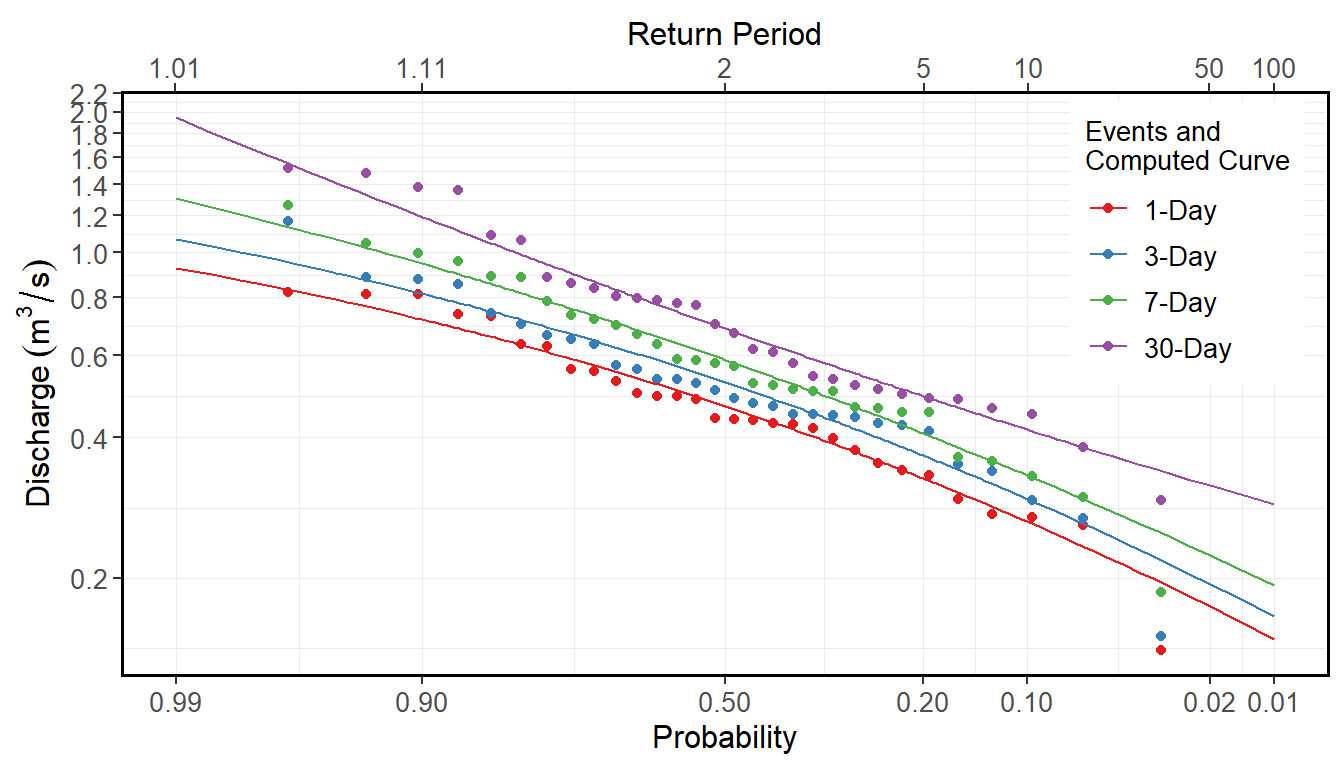 Return Period
1.01 1.11 2 5 10 50 100
2.2
2.0
1.8
1.6
1.4
1.2
1.0
0.8
0.6
0.4
0.2
Discharge (m³/s)
Events and
Computed Curve
1-Day
3-Day
7-Day
30-Day
0.99 0.90 0.50 0.20 0.10 0.02 0.01
Probability